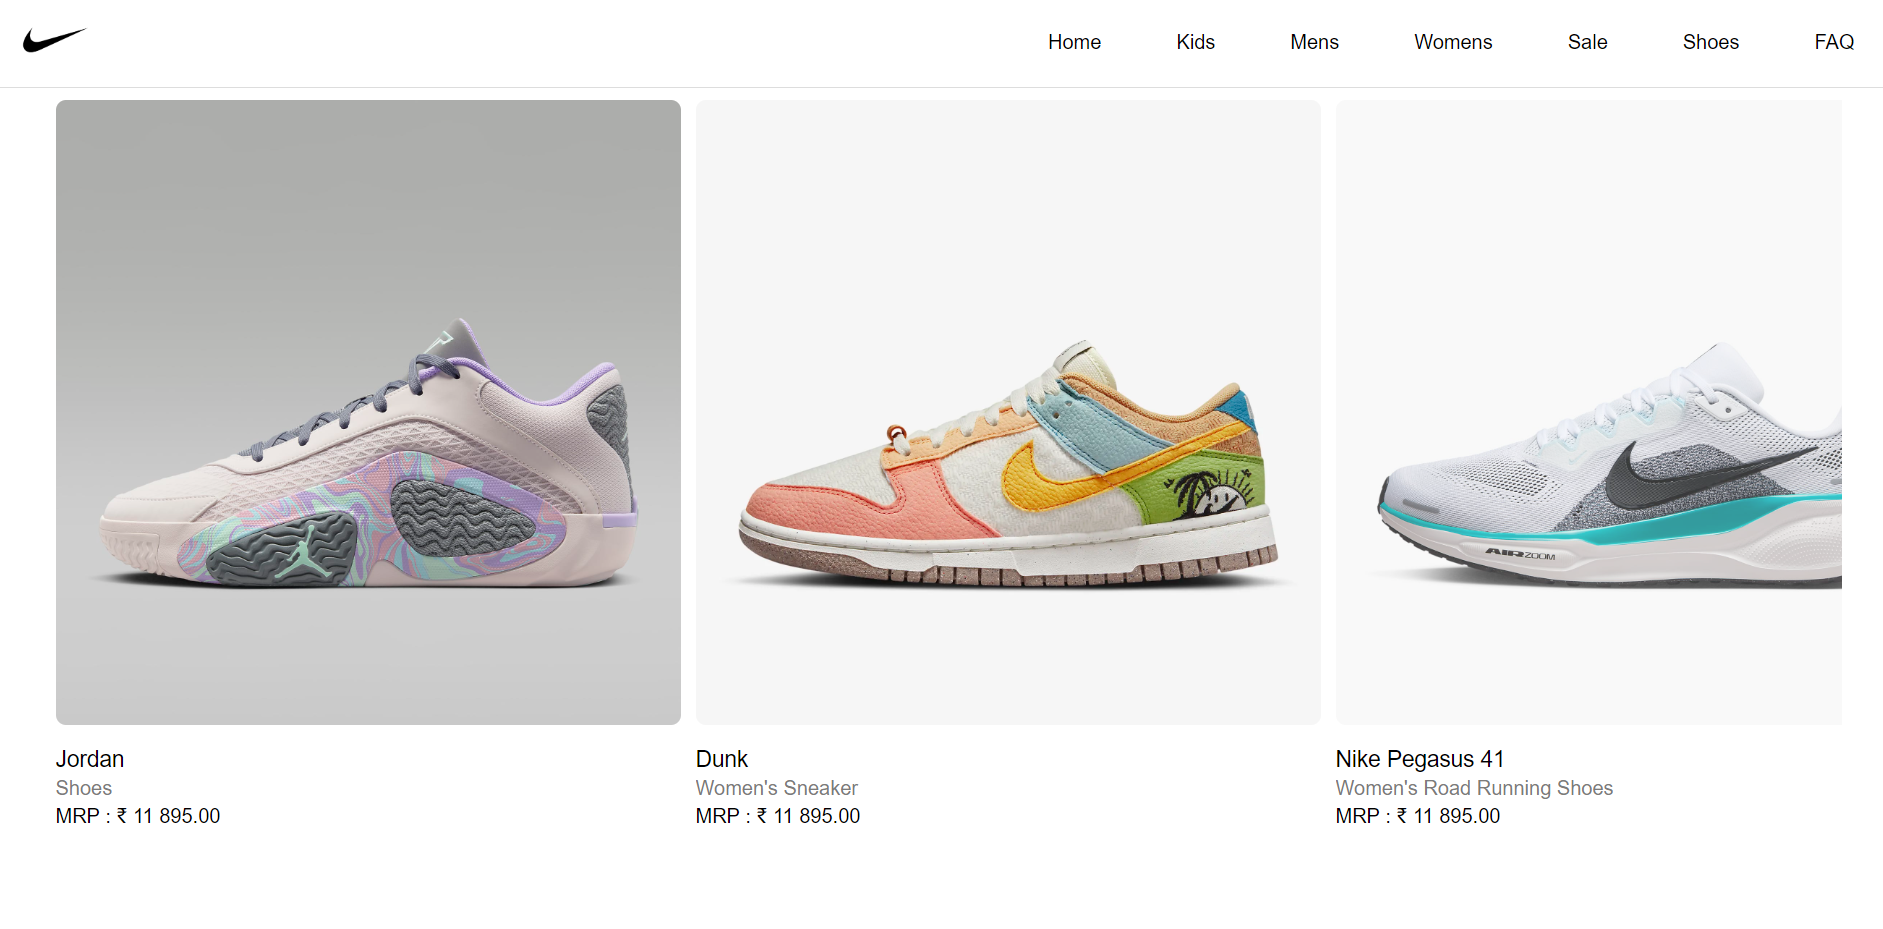 Home Kids Mens Womens Sale Shoes FAQ
AIR ZOOM
Jordan
Shoes
MRP : ₹ 11 895.00
Dunk
Women's Sneaker
MRP : ₹ 11 895.00
Nike Pegasus 41
Women's Road Running Shoes
MRP : ₹ 11 895.00